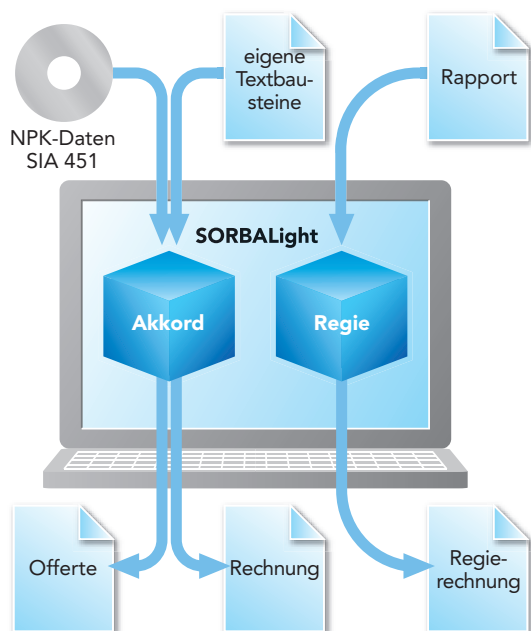 eigene
Textbau-
steine
Rapport
NPK-Daten
SIA 451
SORBALight
Akkord
Regie
Offerte
Rechnung
Regie-
rechnung